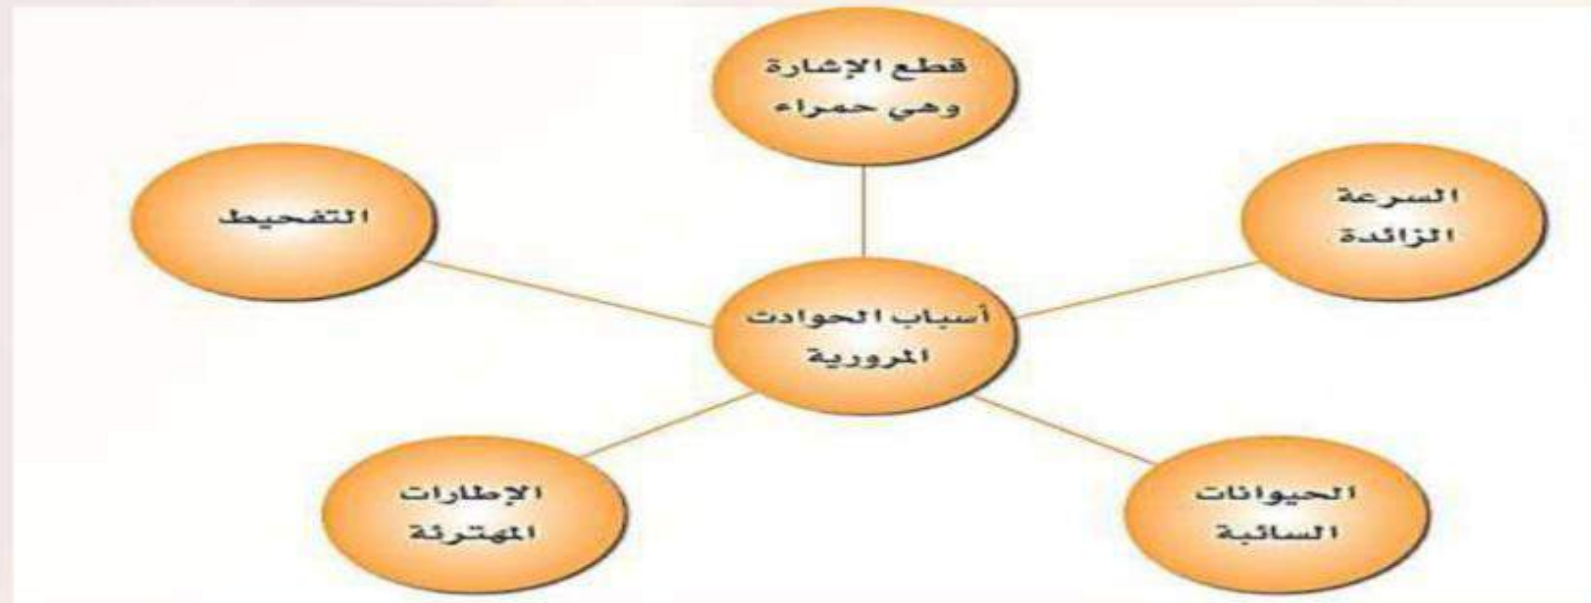 قطع الإشارة
وهي حمراء
السرعة
الزائدة
التفحيط
أسباب الحوادث
المرورية
الإطارات
المهترئة
الحيوانات
السائبة